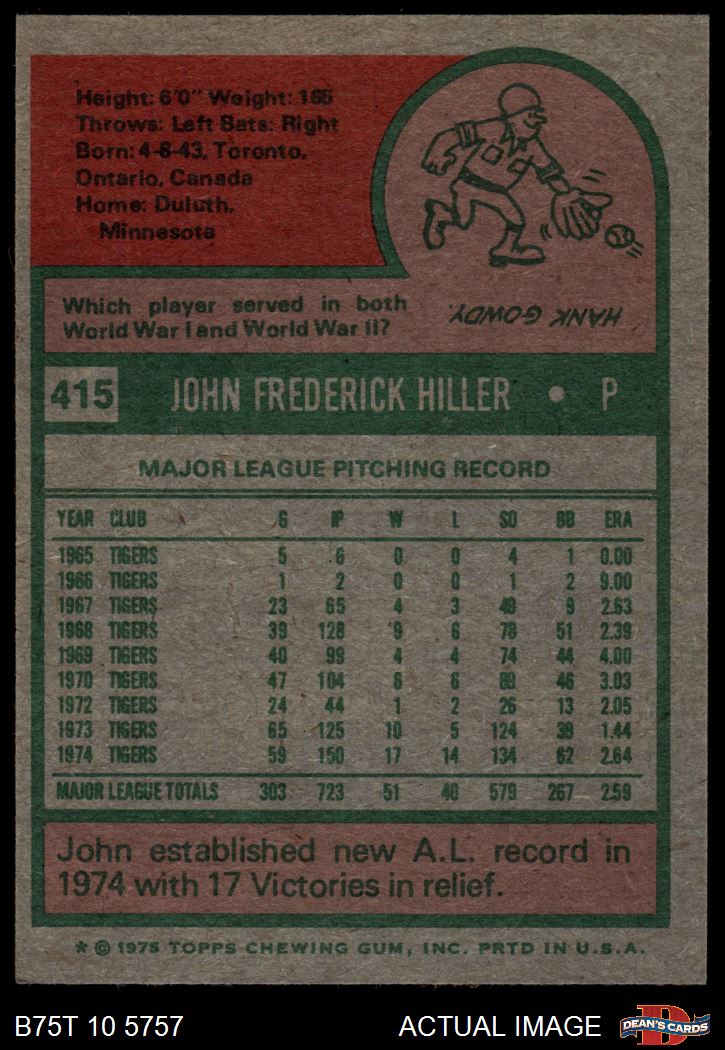 Height: 6'0" Weight: 165
Throws: Left Bats: Right
Born: 4-8-43, Toronto,
Ontario, Canada
Home: Duluth,
Minnesota
Which player served in both
World War I and World War II?
HANK GOWDY.
415 JOHN FREDERICK HILLER • P
MAJOR LEAGUE PITCHING RECORD
YEAR CLUB G IP W L SO BB ERA
1965 TIGERS 5 6 0 0 4 1 0.00
1966 TIGERS 1 2 0 0 1 2 9.00
1967 TIGERS 23 65 4 3 49 9 2.63
1968 TIGERS 39 128 9 6 78 51 2.39
1969 TIGERS 40 99 4 4 74 44 4.00
1970 TIGERS 47 104 6 6 89 46 3.03
1972 TIGERS 24 44 1 2 26 13 2.05
1973 TIGERS 65 125 10 5 124 39 1.44
1974 TIGERS 59 150 17 14 134 62 2.64
MAJOR LEAGUE TOTALS 303 723 51 40 579 267 2.59
John established new A.L. record in
1974 with 17 Victories in relief.
* © 1975 TOPPS CHEWING GUM, INC. PRTD IN U.S.A.
B75T 10 5757 ACTUAL IMAGE DEAN'S CARDS